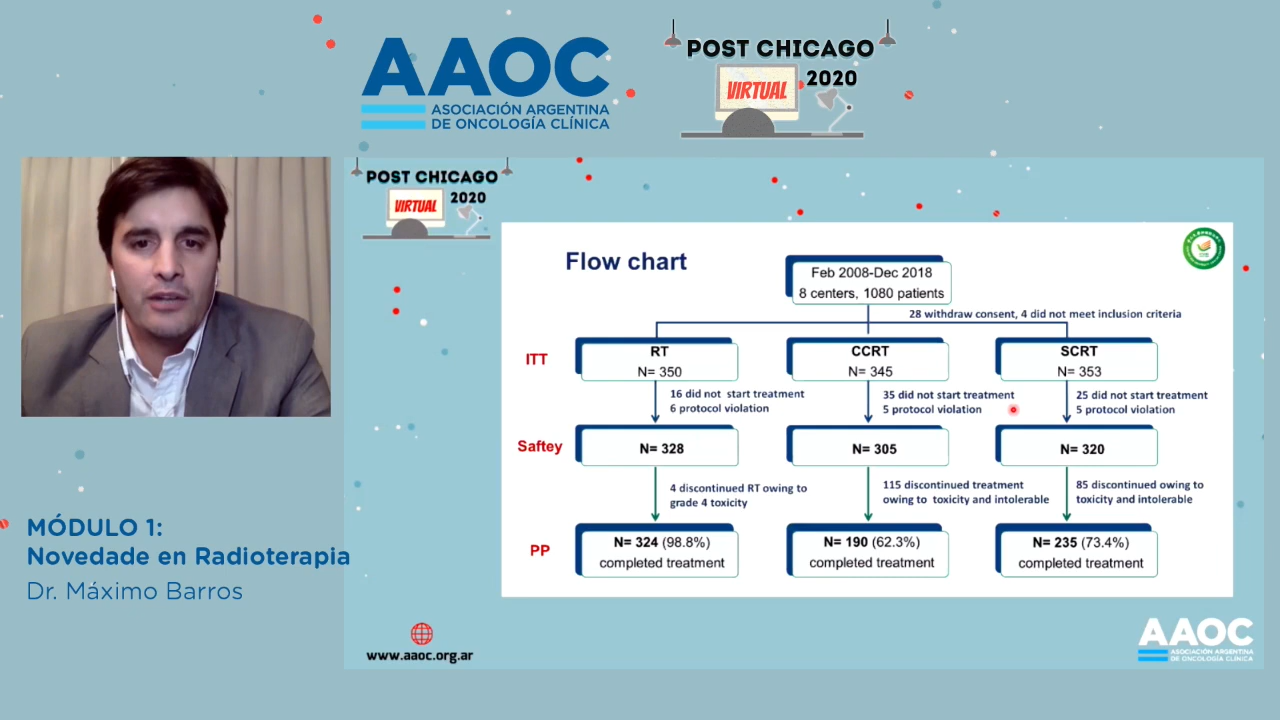 AAOC
ASOCIACIÓN ARGENTINA
DE ONCOLOGÍA CLÍNICA
POST CHICAGO
2020
VIRTUAL
POST CHICAGO
2020
VIRTUAL
Flow chart
Feb 2008-Dec 2018
8 centers, 1080 patients
28 withdraw consent, 4 did not meet inclusion criteria
ITT
RT
N= 350
CCRT
N= 345
SCRT
N= 353
16 did not start treatment
6 protocol violation
35 did not start treatment
5 protocol violation
25 did not start treatment
5 protocol violation
Saftey
N= 328
N= 305
N= 320
4 discontinued RT owing to
grade 4 toxicity
115 discontinued treatment
owing to toxicity and intolerable
85 discontinued owing to
toxicity and intolerable
PP
N= 324 (98.8%)
completed treatment
N= 190 (62.3%)
completed treatment
N= 235 (73.4%)
completed treatment
MÓDULO 1:
Novedade en Radioterapia
Dr. Máximo Barros
www.aaoc.org.ar
AAOC
ASOCIACIÓN ARGENTINA
DE ONCOLOGÍA CLÍNICA